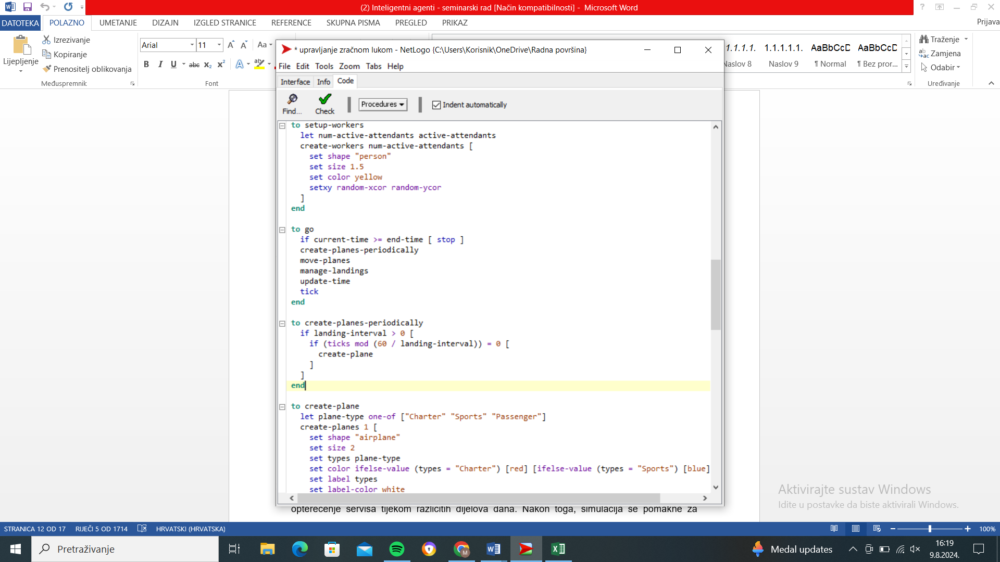 (2) Inteligentni agenti - seminarski rad [Način kompatibilnosti] - Microsoft Word
DATOTEKA POLAZNO UMETANJE DIZAJN IZGLED STRANICE REFERENCE SKUPNA PISMA PREGLED PRIKAZ Prijava
Lijepljenje
Izrezivanje
Kopiranje
Prenositelj oblikovanja
Međuspremnik
Arial 11
Font
1.1.1.1. 1.1.1.1.1. AaBbCcD AaBbCcD
Naslov 8 Naslov 9 ¶ Normal ¶ Bez pror...
Traženje
Zamjena
Odabir
Uređivanje
* upravljanje zračnom lukom - NetLogo {C:\Users\Korisnik\OneDrive\Radna površina}
File Edit Tools Zoom Tabs Help
Interface Info Code
Find... Check Procedures Indent automatically
to setup-workers
let num-active-attendants active-attendants
create-workers num-active-attendants [
set shape "person"
set size 1.5
set color yellow
setxy random-xcor random-ycor
]
end
to go
if current-time >= end-time [ stop ]
create-planes-periodically
move-planes
manage-landings
update-time
tick
end
to create-planes-periodically
if landing-interval > 0 [
if (ticks mod (60 / landing-interval)) = 0 [
create-plane
]
]
end
to create-plane
let plane-type one-of ["Charter" "Sports" "Passenger"]
create-planes 1 [
set shape "airplane"
set size 2
set types plane-type
set color ifelse-value (types = "Charter") [red] [ifelse-value (types = "Sports") [blue]
set label types
set label-color white
opterećenje servisa tijekom različitih dijelova dana. Nakon toga, simulacija se pomakne za
Aktivirajte sustav Windows
Idite u postavke da biste aktivirali Windows.
STRANICA 12 OD 17 RIJEČI 5 OD 1714 HRVATSKI (HRVATSKA) 100%
Pretraživanje
Medal updates
16:19
9.8.2024.